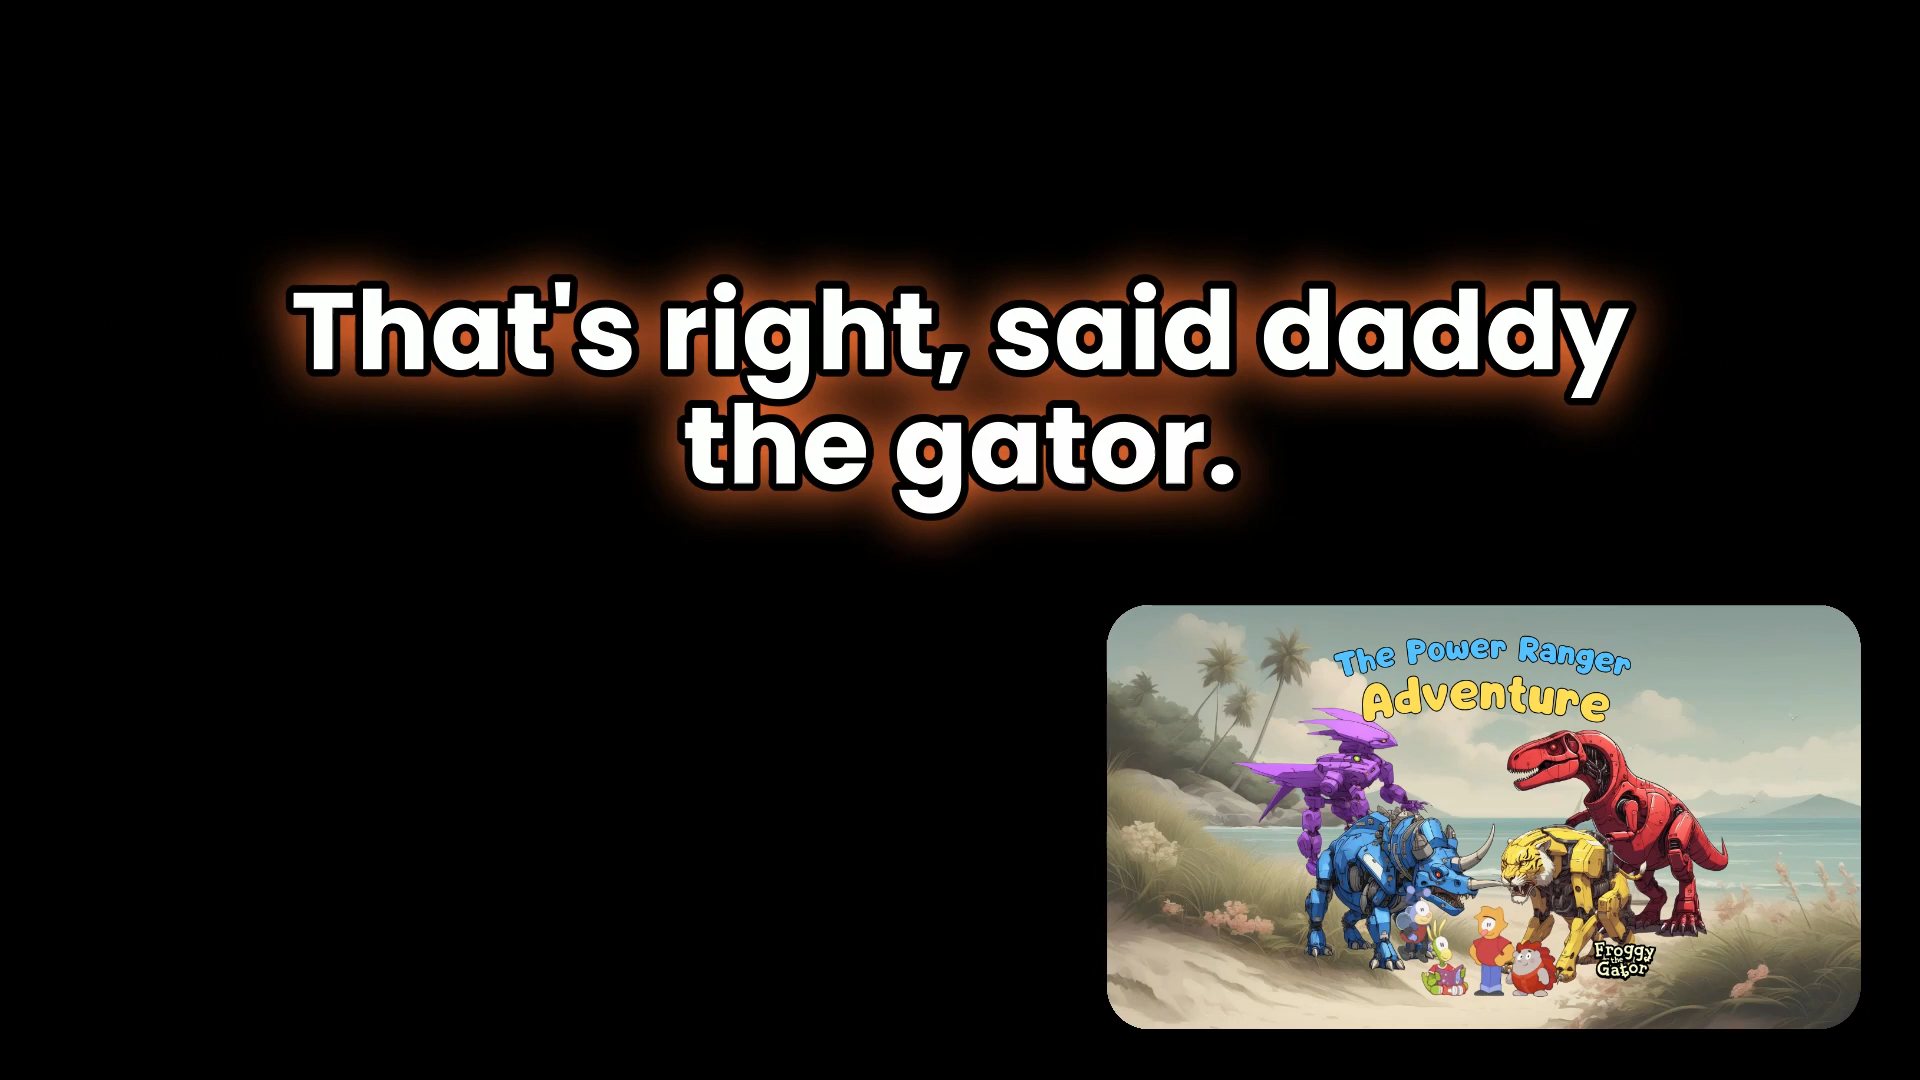 That's right, said daddy
the gator.
The Power Ranger
Adventure
Froggy
the
Gator